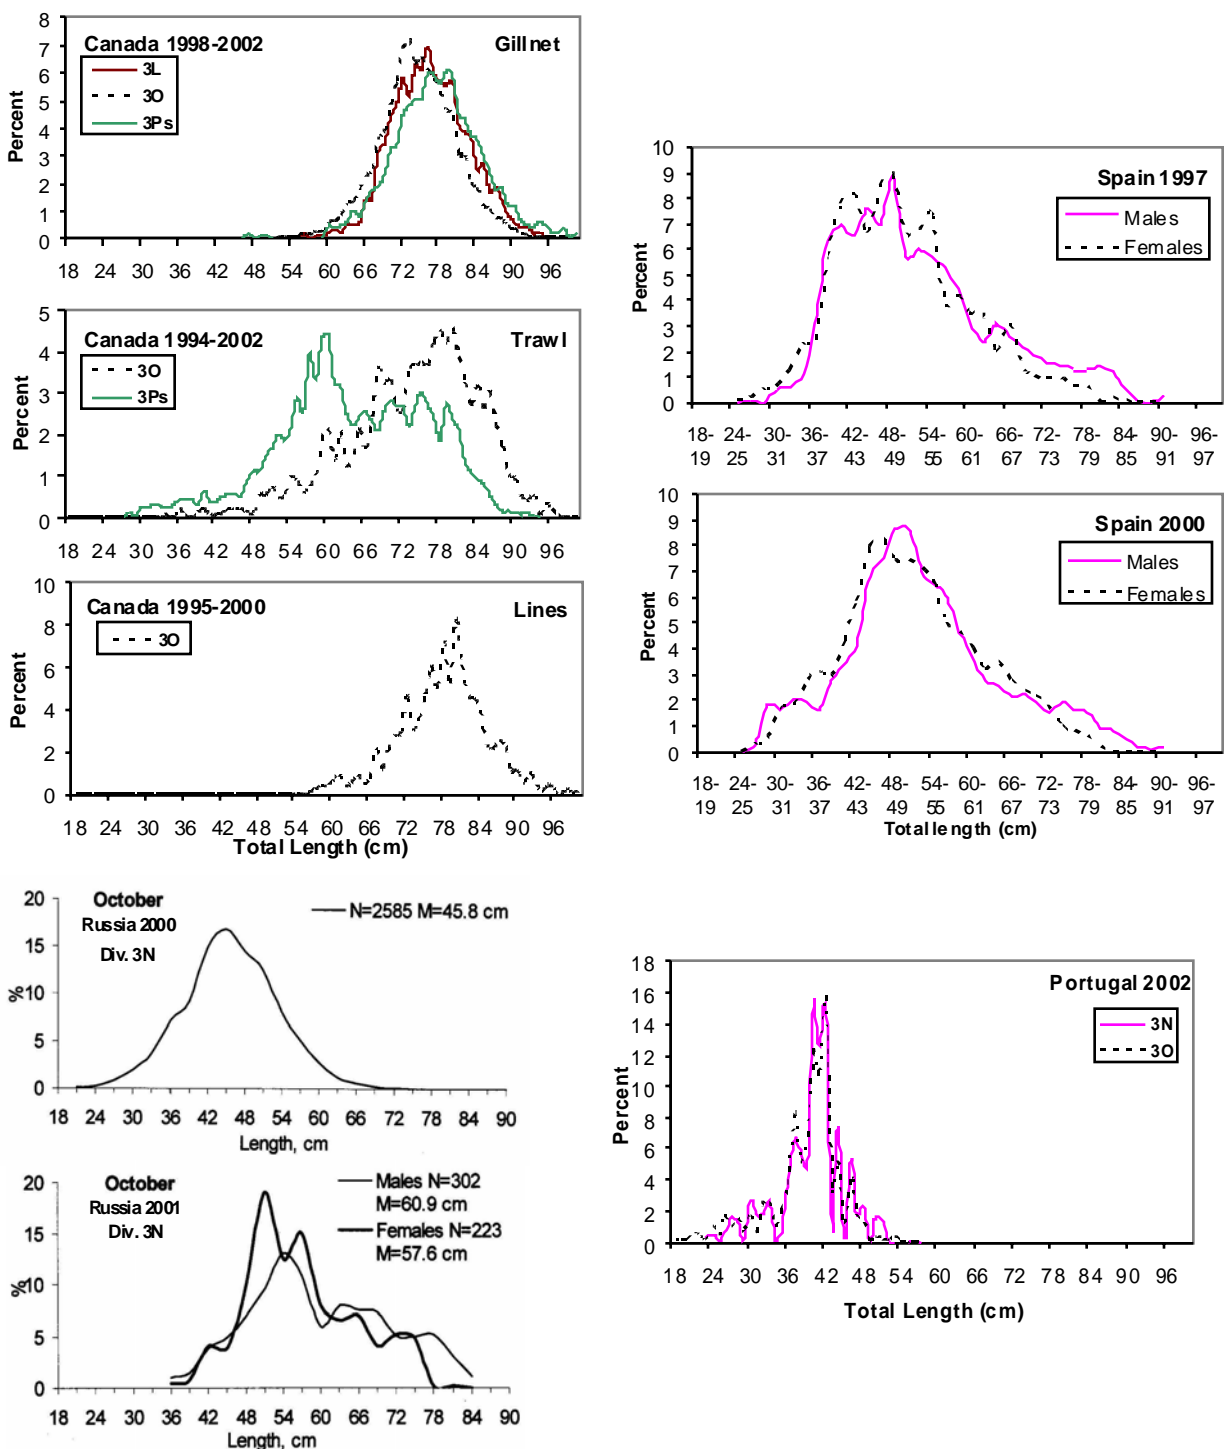 Canada 1998-2002
Gillnet
3L
3O
3Ps
Percent
8
7
6
5
4
3
2
1
0
18 24 30 36 42 48 54 60 66 72 78 84 90 96
Canada 1994-2002
Trawl
3O
3Ps
Percent
5
4
3
2
1
0
18 24 30 36 42 48 54 60 66 72 78 84 90 96
Canada 1995-2000
Lines
3O
Percent
10
8
6
4
2
0
18 24 30 36 42 48 54 60 66 72 78 84 90 96
Total Length (cm)
October
Russia 2000
Div. 3N
N=2585 M=45.8 cm
%
20
15
10
5
0
18 24 30 36 42 48 54 60 66 72 78 84 90
Length, cm
October
Russia 2001
Div. 3N
Males N=302
M=60.9 cm
Females N=223
M=57.6 cm
%
20
15
10
5
0
18 24 30 36 42 48 54 60 66 72 78 84 90
Length, cm
Spain 1997
Males
Females
Percent
10
9
8
7
6
5
4
3
2
1
0
18- 24- 30- 36- 42- 48- 54- 60- 66- 72- 78- 84- 90- 96-
19 25 31 37 43 49 55 61 67 73 79 85 91 97
Spain 2000
Males
Females
Percent
10
9
8
7
6
5
4
3
2
1
0
18- 24- 30- 36- 42- 48- 54- 60- 66- 72- 78- 84- 90- 96-
19 25 31 37 43 49 55 61 67 73 79 85 91 97
Total length (cm)
Portugal 2002
3N
3O
Percent
18
16
14
12
10
8
6
4
2
0
18 24 30 36 42 48 54 60 66 72 78 84 90 96
Total Length (cm)